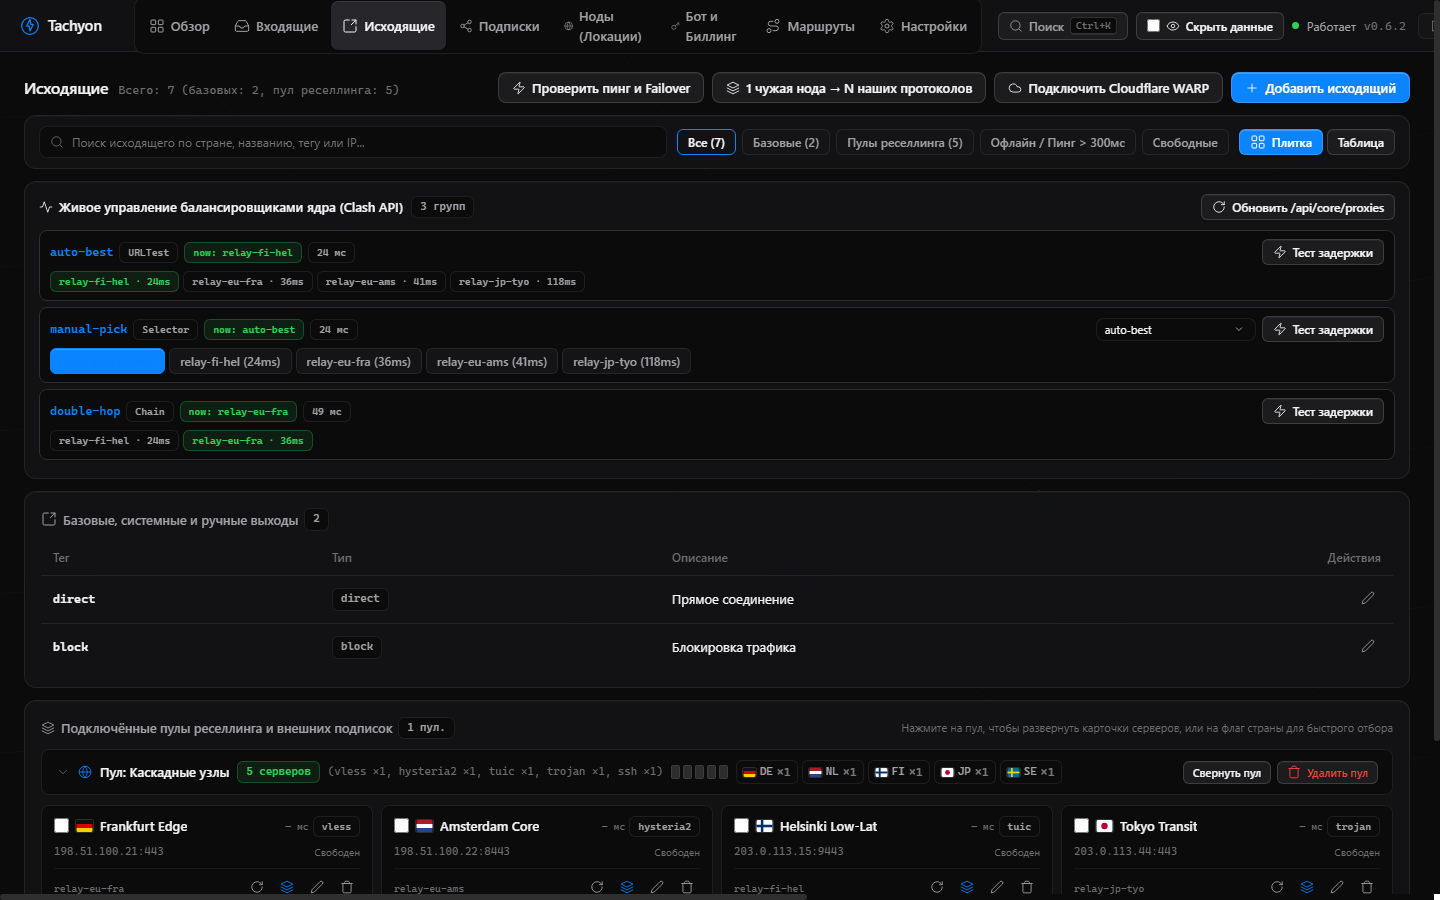 Tachyon
Обзор
Входящие
Исходящие
Подписки
Ноды (Локации)
Бот и Биллинг
Маршруты
Настройки
Поиск Ctrl+K
Скрыть данные
Работает v0.6.2
Исходящие Всего: 7 (базовых: 2, пул реселлинга: 5)
Проверить пинг и Failover
1 чужая нода → N наших протоколов
Подключить Cloudflare WARP
Добавить исходящий
Поиск исходящего по стране, названию, тегу или IP...
Все (7)
Базовые (2)
Пулы реселлинга (5)
Офлайн / Пинг > 300мс
Свободные
Плитка
Таблица
Живое управление балансировщиками ядра (Clash API) 3 групп
Обновить /api/core/proxies
auto-best URLTest now: relay-fi-hel 24 мс
Тест задержки
relay-fi-hel · 24ms relay-eu-fra · 36ms relay-eu-ams · 41ms relay-jp-tyo · 118ms
manual-pick Selector now: auto-best 24 мс
auto-best
Тест задержки
relay-fi-hel (24ms) relay-eu-fra (36ms) relay-eu-ams (41ms) relay-jp-tyo (118ms)
double-hop Chain now: relay-eu-fra 49 мс
Тест задержки
relay-fi-hel · 24ms relay-eu-fra · 36ms
Базовые, системные и ручные выходы 2
Тег Тип Описание Действия
direct direct Прямое соединение
block block Блокировка трафика
Подключённые пулы реселлинга и внешних подписок 1 пул.
Нажмите на пул, чтобы развернуть карточки серверов, или на флаг страны для быстрого отбора
Пул: Каскадные узлы 5 серверов (vless ×1, hysteria2 ×1, tuic ×1, trojan ×1, ssh ×1) DE ×1 NL ×1 FI ×1 JP ×1 SE ×1
Свернуть пул
Удалить пул
Frankfurt Edge — мс vless
198.51.100.21:443 Свободен
relay-eu-fra
Amsterdam Core — мс hysteria2
198.51.100.22:8443 Свободен
relay-eu-ams
Helsinki Low-Lat — мс tuic
203.0.113.15:9443 Свободен
relay-fi-hel
Tokyo Transit — мс trojan
203.0.113.44:443 Свободен
relay-jp-tyo